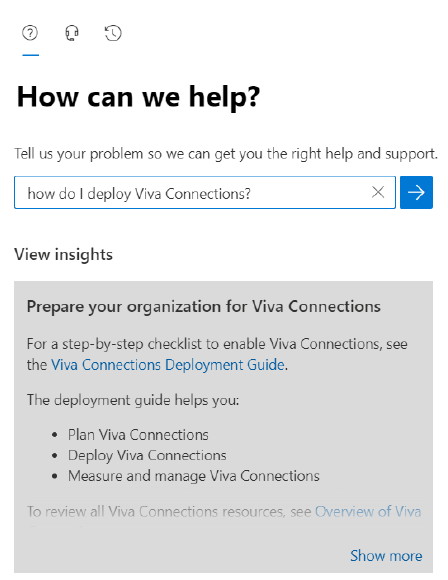 How can we help?
Tell us your problem so we can get you the right help and support.
how do I deploy Viva Connections?
View insights
Prepare your organization for Viva Connections
For a step-by-step checklist to enable Viva Connections, see
the Viva Connections Deployment Guide.
The deployment guide helps you:
• Plan Viva Connections
• Deploy Viva Connections
• Measure and manage Viva Connections
To review all Viva Connections resources, see Overview of Viva
Show more